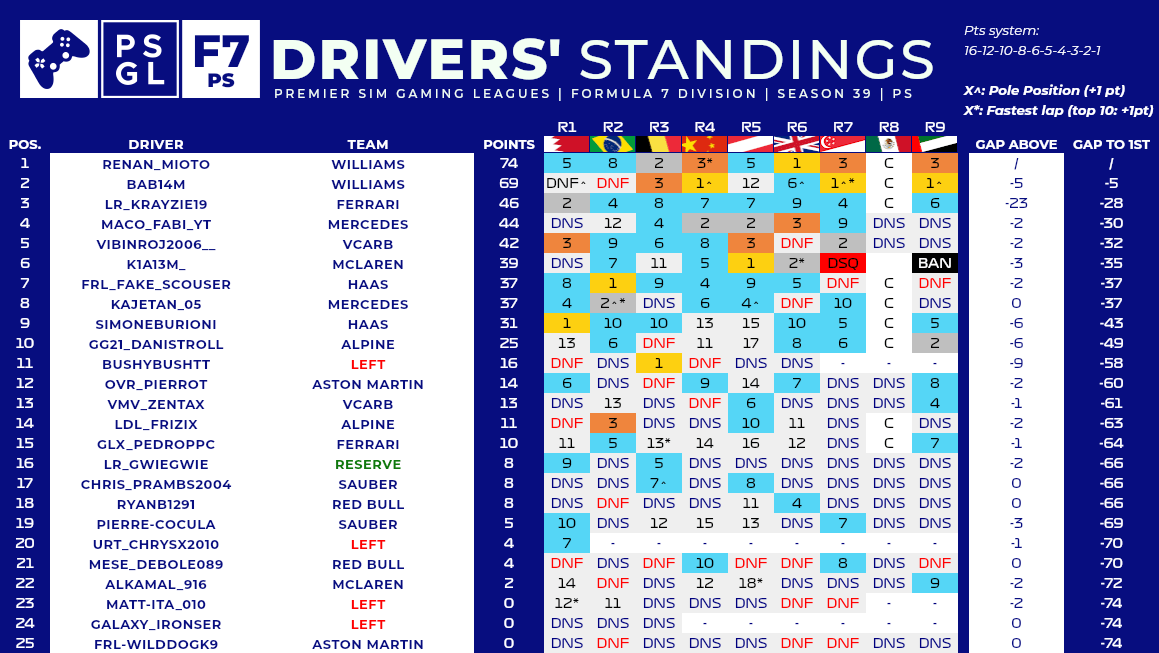 PS
GL
F7
PS
DRIVERS' STANDINGS
PREMIER SIM GAMING LEAGUES | FORMULA 7 DIVISION | SEASON 39 | PS
Pts system:
16-12-10-8-6-5-4-3-2-1
X^: Pole Position (+1 pt)
X*: Fastest lap (top 10: +1pt)
R1 R2 R3 R4 R5 R6 R7 R8 R9
POS. DRIVER TEAM POINTS GAP ABOVE GAP TO 1ST
1 RENAN_MIOTO WILLIAMS 74 5 8 2 3* 5 1 3 C 3 / /
2 BAB14M WILLIAMS 69 DNF^ DNF 3 1^ 12 6^ 1^* C 1^ -5 -5
3 LR_KRAYZIE19 FERRARI 46 2 4 8 7 7 9 4 C 6 -23 -28
4 MACO_FABI_YT MERCEDES 44 DNS 12 4 2 2 3 9 DNS DNS -2 -30
5 VIBINROJ2006__ VCARB 42 3 9 6 8 3 DNF 2 DNS DNS -2 -32
6 K1A13M_ MCLAREN 39 DNS 7 11 5 1 2* DSQ BAN -3 -35
7 FRL_FAKE_SCOUSER HAAS 37 8 1 9 4 9 5 DNF C DNF -2 -37
8 KAJETAN_05 MERCEDES 37 4 2^* DNS 6 4^ DNF 10 C DNS 0 -37
9 SIMONEBURIONI HAAS 31 1 10 10 13 15 10 5 C 5 -6 -43
10 GG21_DANISTROLL ALPINE 25 13 6 DNF 11 17 8 6 C 2 -6 -49
11 BUSHYBUSHTT LEFT 16 DNF DNS 1 DNF DNS DNS - - - -9 -58
12 OVR_PIERROT ASTON MARTIN 14 6 DNS DNF 9 14 7 DNS DNS 8 -2 -60
13 VMV_ZENTAX VCARB 13 DNS 13 DNS DNF 6 DNS DNS DNS 4 -1 -61
14 LDL_FRIZIX ALPINE 11 DNF 3 DNS DNS 10 11 DNS C DNS -2 -63
15 GLX_PEDROPPC FERRARI 10 11 5 13* 14 16 12 DNS C 7 -1 -64
16 LR_GWIEGWIE RESERVE 8 9 DNS 5 DNS DNS DNS DNS DNS DNS -2 -66
17 CHRIS_PRAMBS2004 SAUBER 8 DNS DNS 7^ DNS 8 DNS DNS DNS DNS 0 -66
18 RYANB1291 RED BULL 8 DNS DNF DNS DNS 11 4 DNS DNS DNS 0 -66
19 PIERRE-COCULA SAUBER 5 10 DNS 12 15 13 DNS 7 DNS DNS -3 -69
20 URT_CHRYSX2010 LEFT 4 7 - - - - - - - - -1 -70
21 MESE_DEBOLE089 RED BULL 4 DNF DNS DNF 10 DNF DNF 8 DNS DNF 0 -70
22 ALKAMAL_916 MCLAREN 2 14 DNF DNS 12 18* DNS DNS DNS 9 -2 -72
23 MATT-ITA_010 LEFT 0 12* 11 DNS DNS DNS DNF DNF - - -2 -74
24 GALAXY_IRONSER LEFT 0 DNS DNS DNS - - - - - - 0 -74
25 FRL-WILDDOGK9 ASTON MARTIN 0 DNS DNF DNS DNS DNS DNF DNF DNS DNS 0 -74